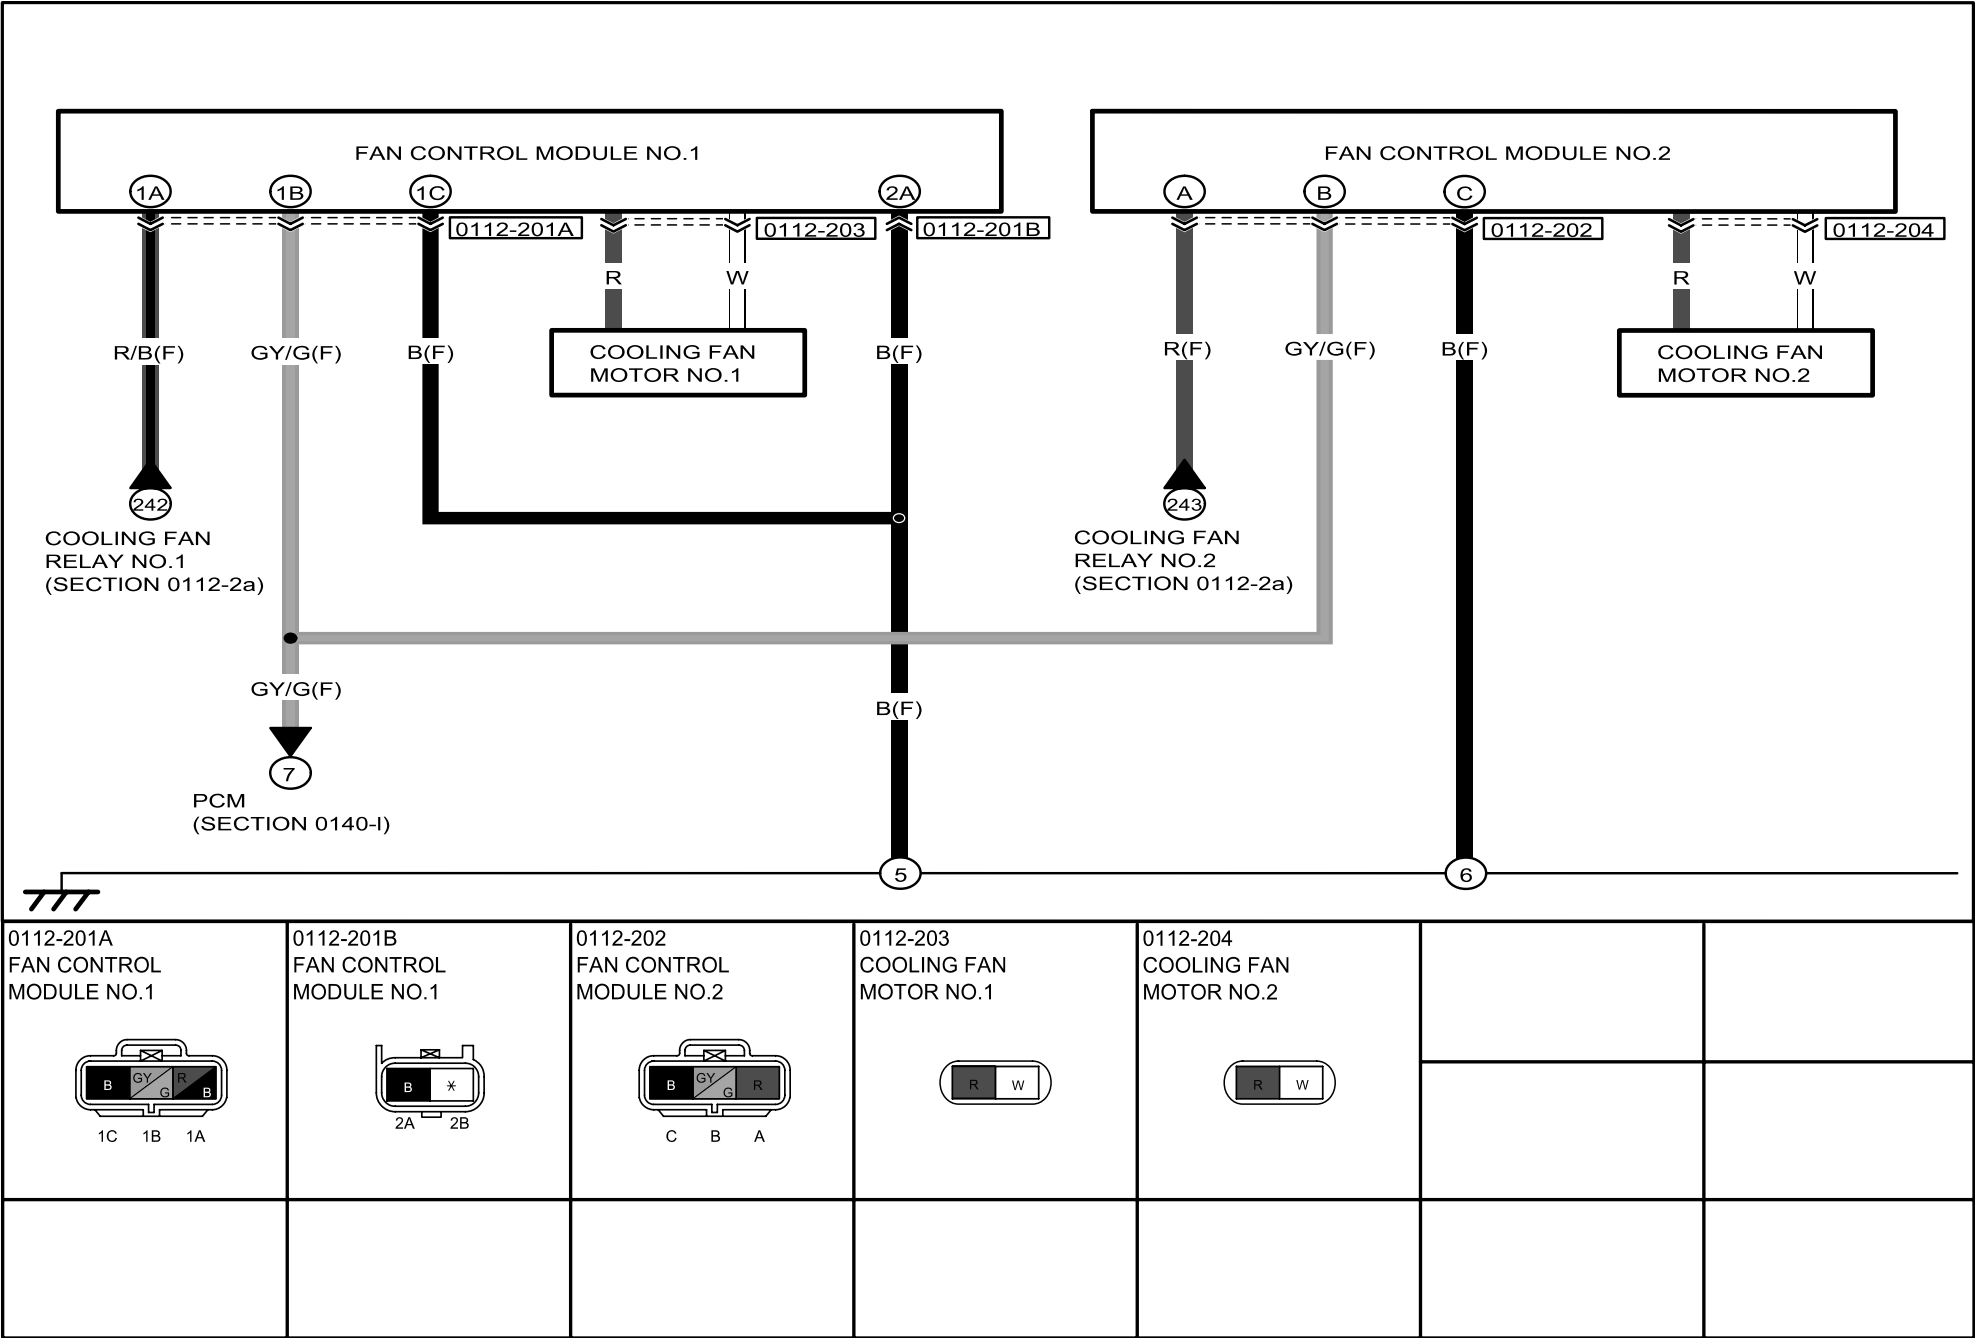 FAN CONTROL MODULE NO.1
FAN CONTROL MODULE NO.2
1A 1B 1C 2A A B C
0112-201A 0112-203 0112-201B 0112-202 0112-204
R W R W
R/B(F) GY/G(F) B(F) COOLING FAN MOTOR NO.1 B(F) R(F) GY/G(F) B(F) COOLING FAN MOTOR NO.2
242
COOLING FAN
RELAY NO.1
(SECTION 0112-2a)
243
COOLING FAN
RELAY NO.2
(SECTION 0112-2a)
GY/G(F)
B(F)
7
PCM
(SECTION 0140-I)
5
6
0112-201A
FAN CONTROL
MODULE NO.1
B GY G R B
1C 1B 1A
0112-201B
FAN CONTROL
MODULE NO.1
B *
2A 2B
0112-202
FAN CONTROL
MODULE NO.2
B GY G R
C B A
0112-203
COOLING FAN
MOTOR NO.1
R W
0112-204
COOLING FAN
MOTOR NO.2
R W